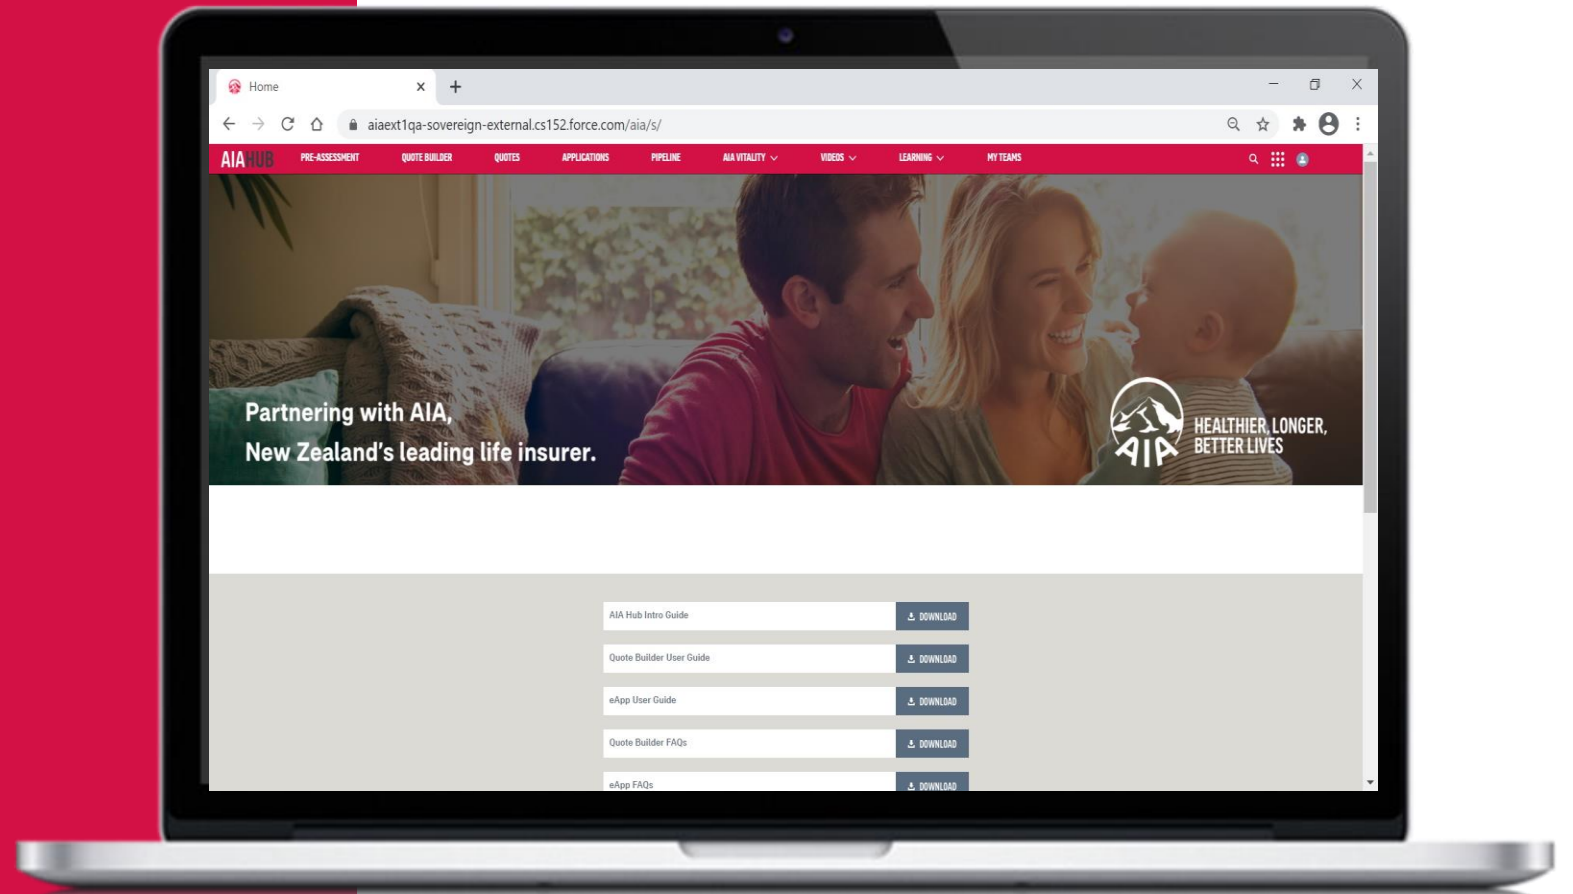 Home
aiaext1qa-sovereign-external.cs152.force.com/aia/s/
AIAHUB PRE-ASSESSMENT QUOTE BUILDER QUOTES APPLICATIONS PIPELINE AIA VITALITY VIDEOS LEARNING MY TEAMS
Partnering with AIA,
New Zealand's leading life insurer.
AIA
HEALTHIER, LONGER,
BETTER LIVES
AIA Hub Intro Guide DOWNLOAD
Quote Builder User Guide DOWNLOAD
eApp User Guide DOWNLOAD
Quote Builder FAQs DOWNLOAD
eApp FAQs DOWNLOAD